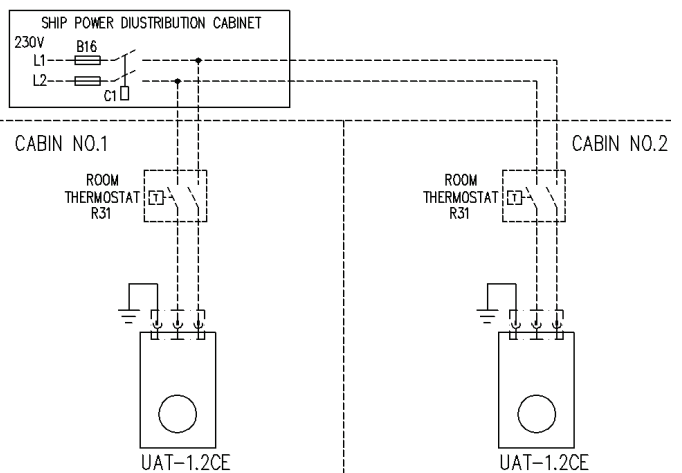 SHIP POWER DIUSTRIBUTION CABINET
230V
B16
L1
L2
C1
CABIN NO.1
CABIN NO.2
ROOM
THERMOSTAT
R31
T
ROOM
THERMOSTAT
R31
T
UAT-1.2CE
UAT-1.2CE